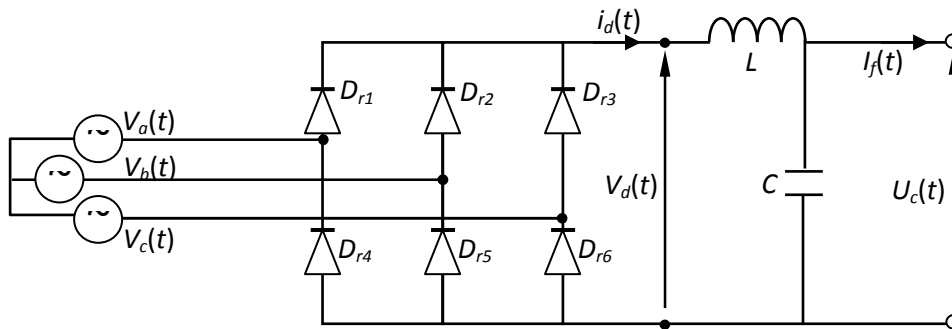 i_d(t)
L
I_f(t)
D_r1
D_r2
D_r3
V_a(t)
V_b(t)
V_c(t)
V_d(t)
C
U_c(t)
D_r4
D_r5
D_r6